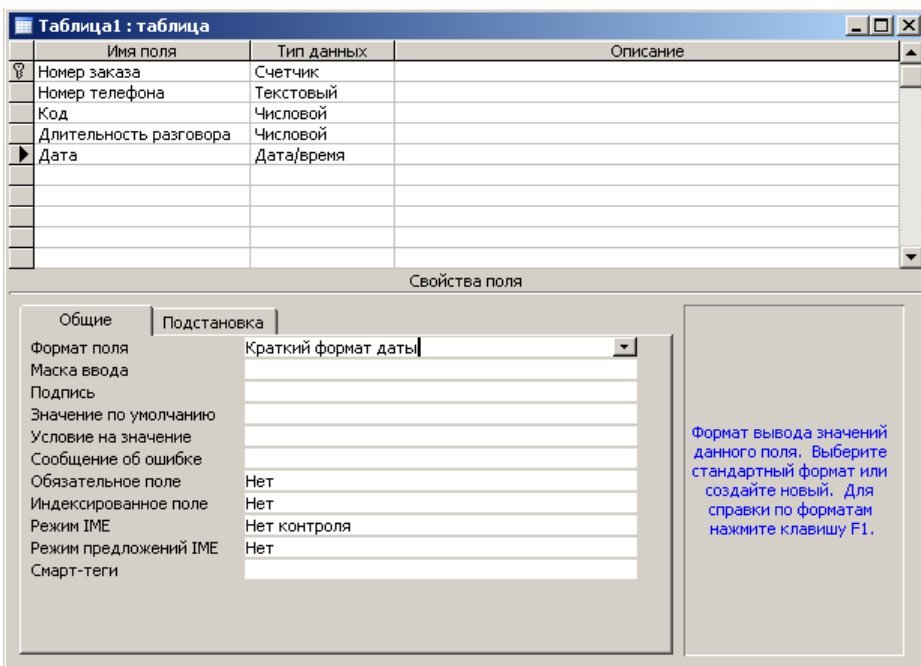 Таблица1 : таблица
Имя поля Тип данных Описание
Номер заказа Счетчик
Номер телефона Текстовый
Код Числовой
Длительность разговора Числовой
Дата Дата/время
Свойства поля
Общие Подстановка
Формат поля Краткий формат даты
Маска ввода
Подпись
Значение по умолчанию
Условие на значение
Сообщение об ошибке
Обязательное поле Нет
Индексированное поле Нет
Режим IME Нет контроля
Режим предложений IME Нет
Смарт-теги
Формат вывода значений
данного поля. Выберите
стандартный формат или
создайте новый. Для
справки по форматам
нажмите клавишу F1.